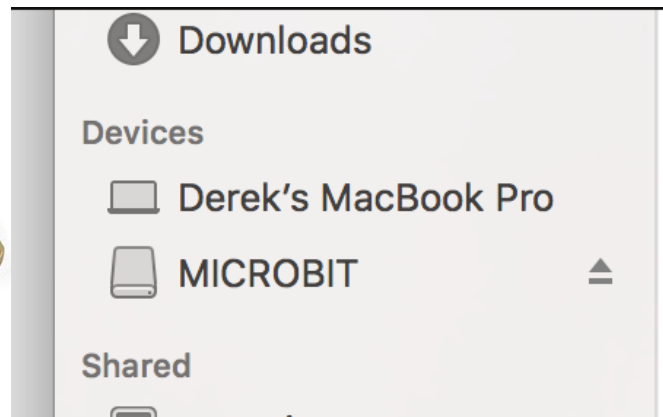 Downloads
Devices
Derek’s MacBook Pro
MICROBIT
Shared